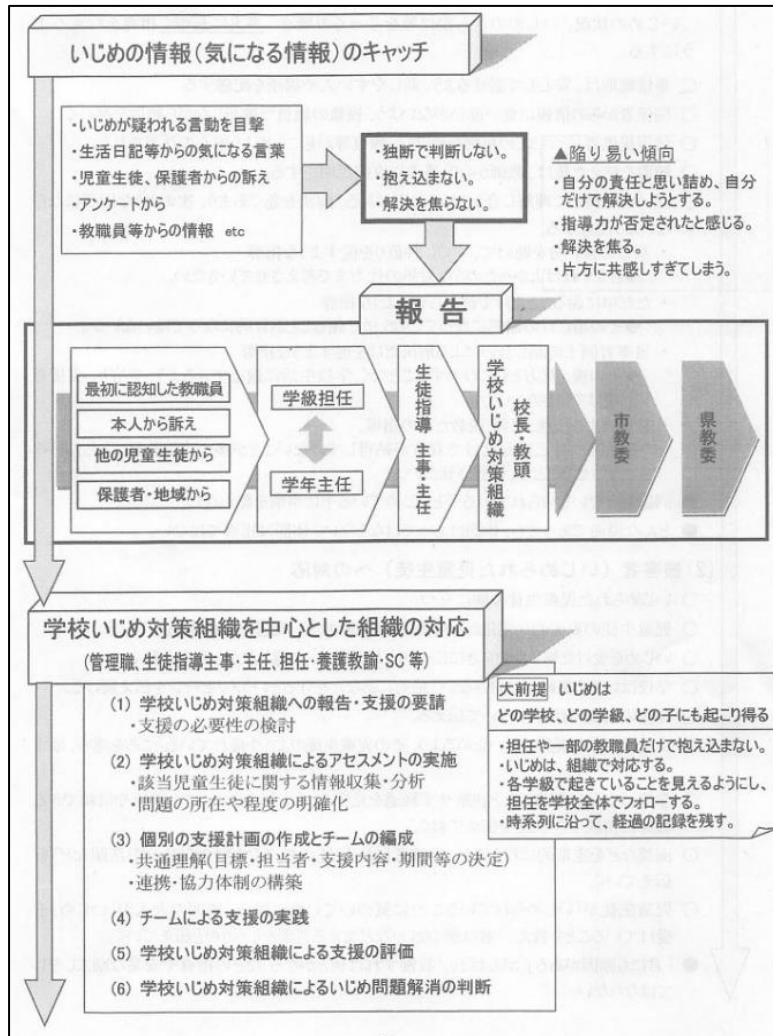 いじめの情報(気になる情報)のキャッチ
・いじめが疑われる言動を目撃
・生活日記等からの気になる言葉
・児童生徒、保護者からの訴え
・アンケートから
・教職員等からの情報 etc
・独断で判断しない。
・抱え込まない。
・解決を焦らない。
▲陥り易い傾向
・自分の責任と思い詰め、自分
だけで解決しようとする。
・指導力が否定されたと感じる。
・解決を焦る。
・片方に共感しすぎてしまう。
報告
最初に認知した教職員
本人から訴え
他の児童生徒から
保護者・地域から
学級担任
学年主任
生徒指導・主事・主任
学校いじめ対策組織
校長・教頭
市教委
県教委
学校いじめ対策組織を中心とした組織の対応
(管理職、生徒指導主事・主任、担任・養護教諭・SC 等)
(1) 学校いじめ対策組織への報告・支援の要請
・支援の必要性の検討
(2) 学校いじめ対策組織によるアセスメントの実施
・該当児童生徒に関する情報収集・分析
・問題の所在や程度の明確化
(3) 個別の支援計画の作成とチームの編成
・共通理解(目標・担当者・支援内容・期間等の決定)
・連携・協力体制の構築
(4) チームによる支援の実践
(5) 学校いじめ対策組織による支援の評価
(6) 学校いじめ対策組織によるいじめ問題解消の判断
大前提 いじめは
どの学校、どの学級、どの子にも起こり得る
・担任や一部の教職員だけで抱え込まない。
・いじめは、組織で対応する。
・各学級で起きていることを見えるようにし、
担任を学校全体でフォローする。
・時系列に沿って、経過の記録を残す。